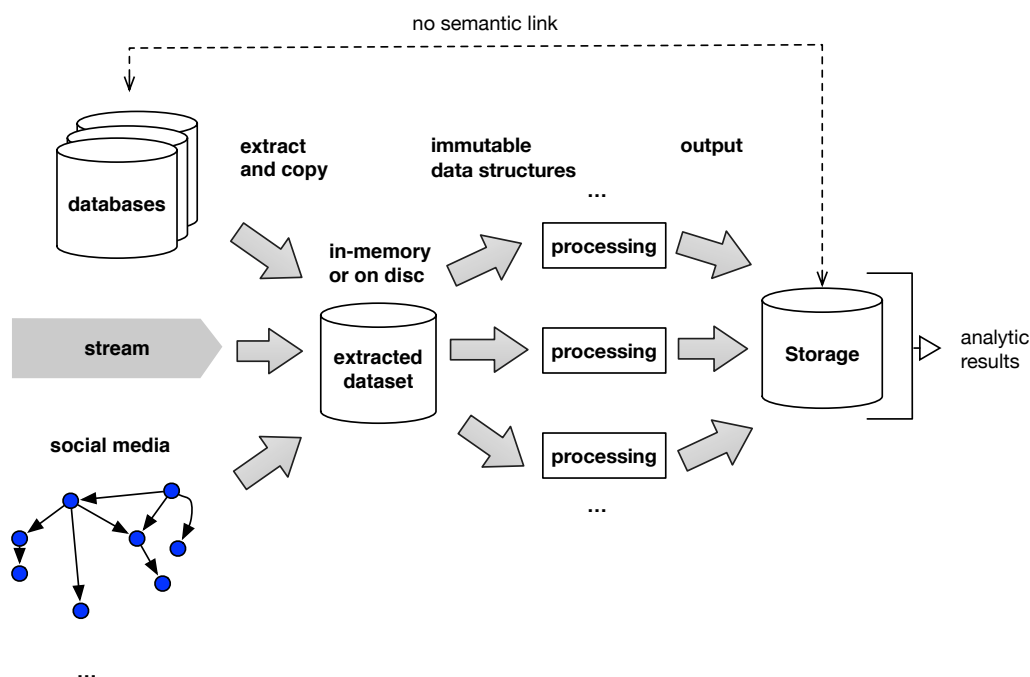 no semantic link
extract
and copy
immutable
data structures
output
...
databases
processing
in-memory
or on disc
stream
extracted
dataset
processing
Storage
analytic
results
social media
processing
...
...